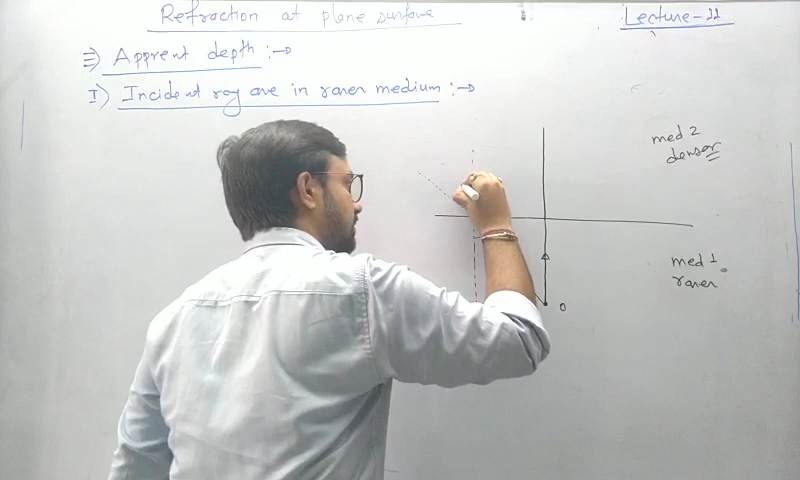 Refraction at plane surface
Lecture-11
⇒) Apprent depth :→
I) Incident ray are in rarer medium :→
med 2
denser
med 1
rarer
O